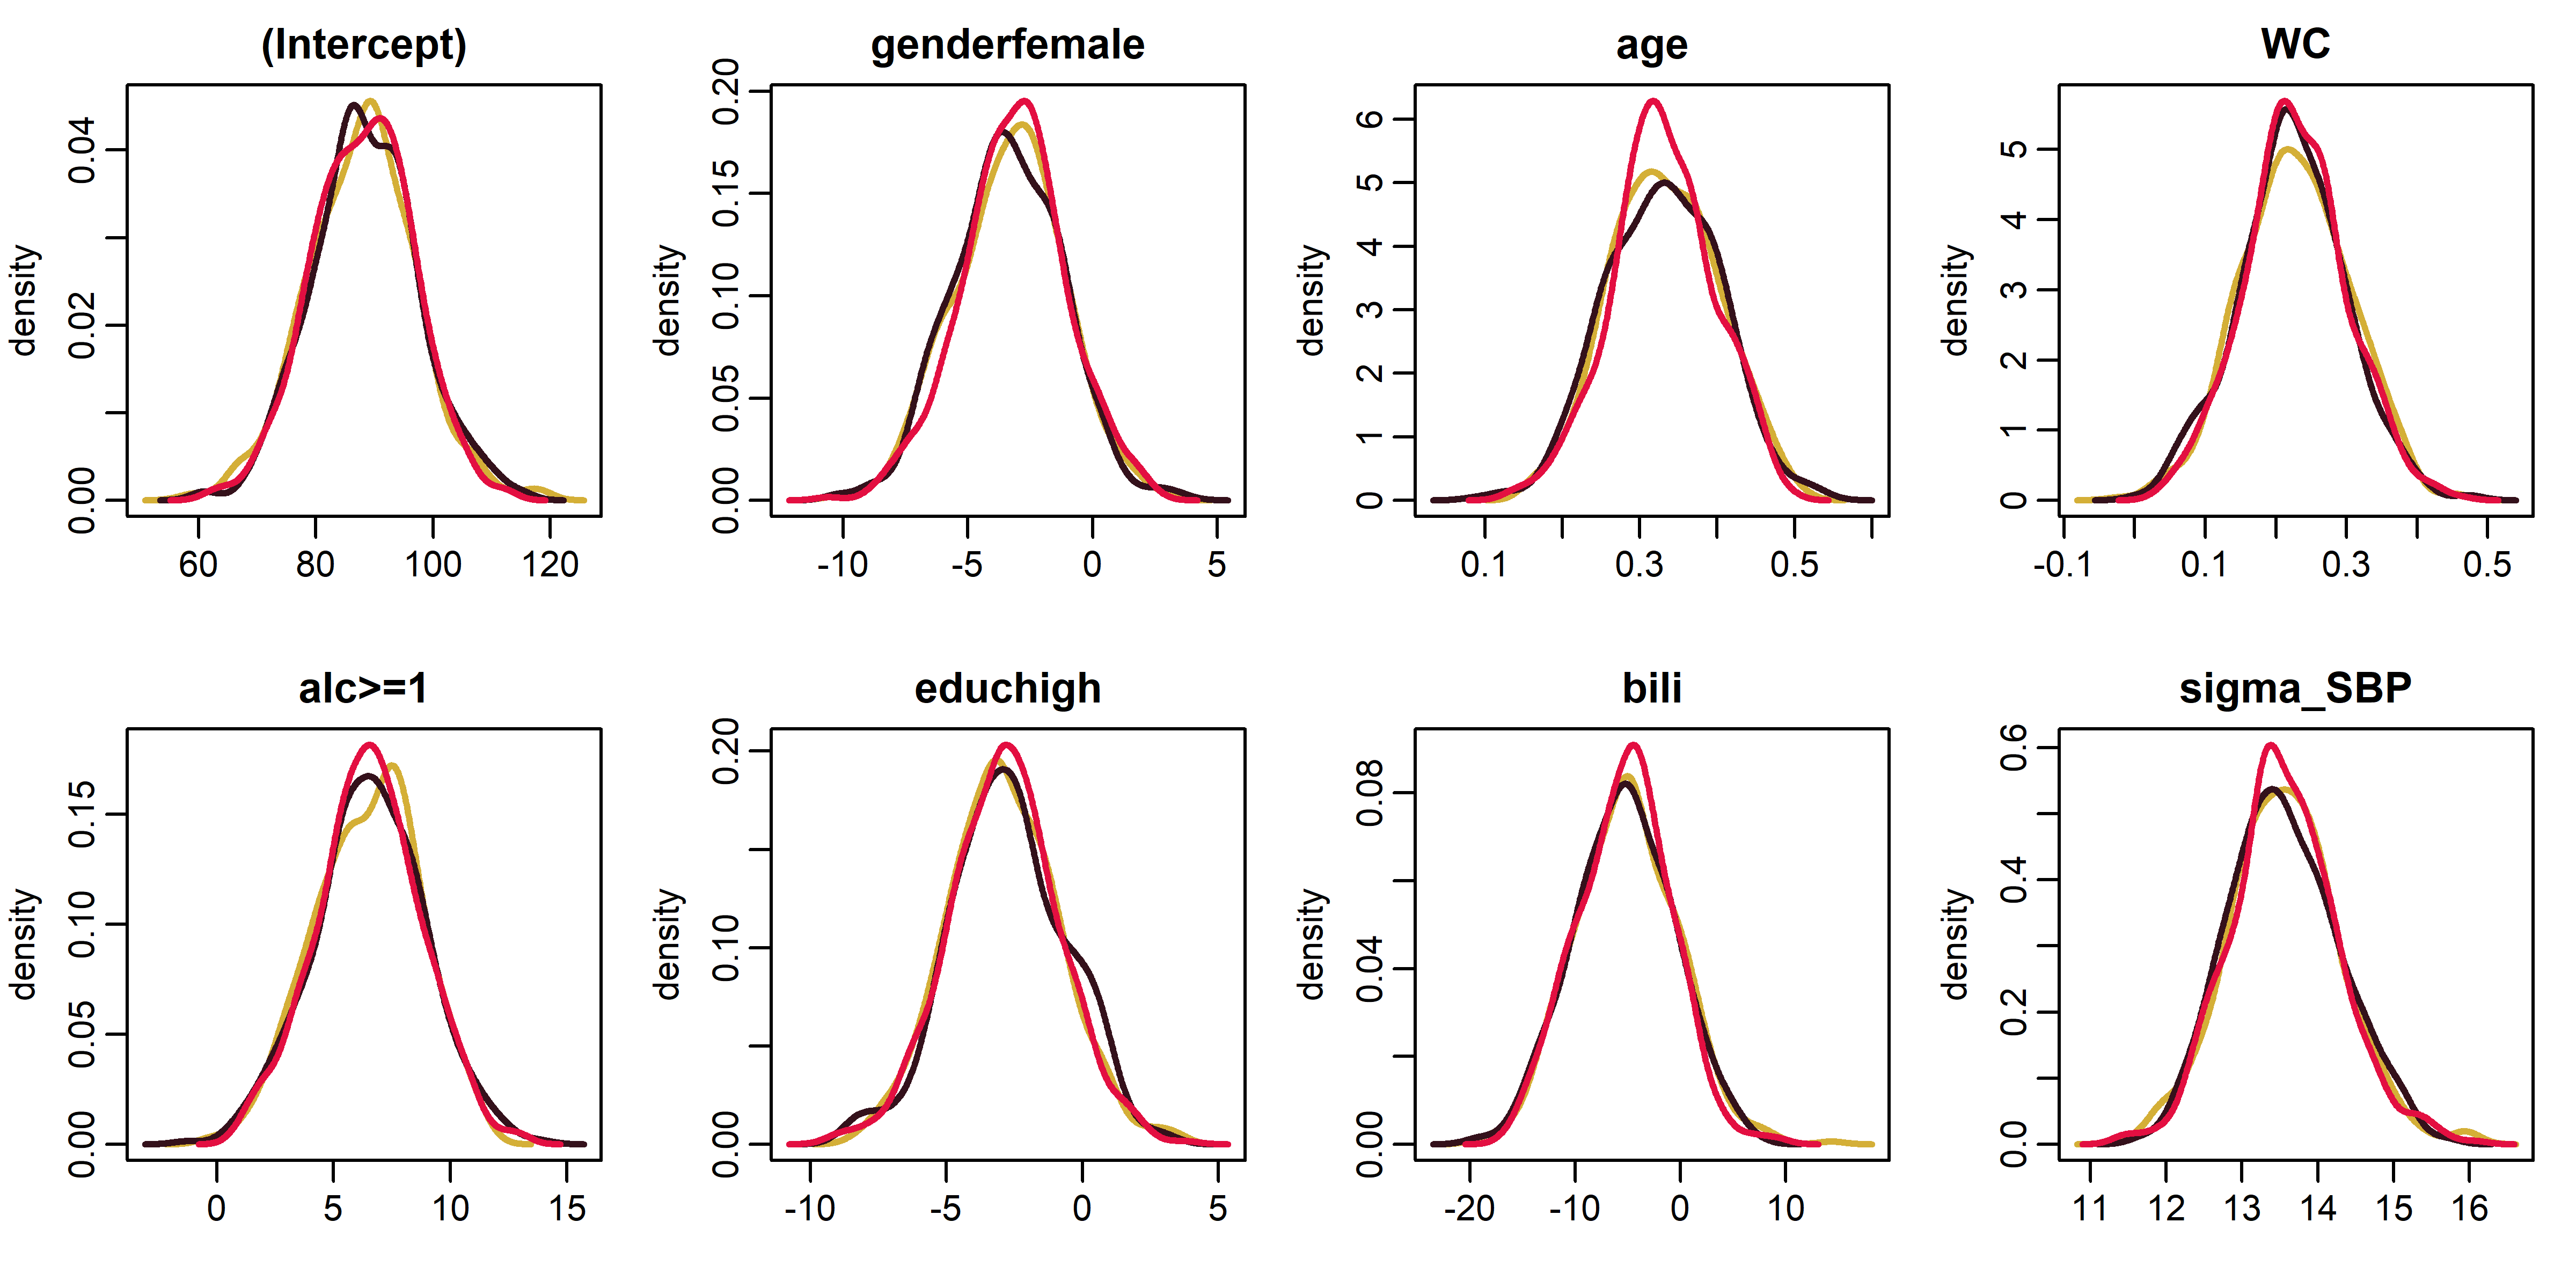 (Intercept)
density
0.00 0.02 0.04
60 80 100 120
genderfemale
density
0.00 0.05 0.10 0.15 0.20
-10 -5 0 5
age
density
0 1 2 3 4 5 6
0.1 0.3 0.5
WC
density
0 1 2 3 4 5
-0.1 0.1 0.3 0.5
alc>=1
density
0.00 0.05 0.10 0.15
0 5 10 15
educhigh
density
0.00 0.10 0.20
-10 -5 0 5
bili
density
0.00 0.04 0.08
-20 -10 0 10
sigma_SBP
density
0.0 0.2 0.4 0.6
11 12 13 14 15 16